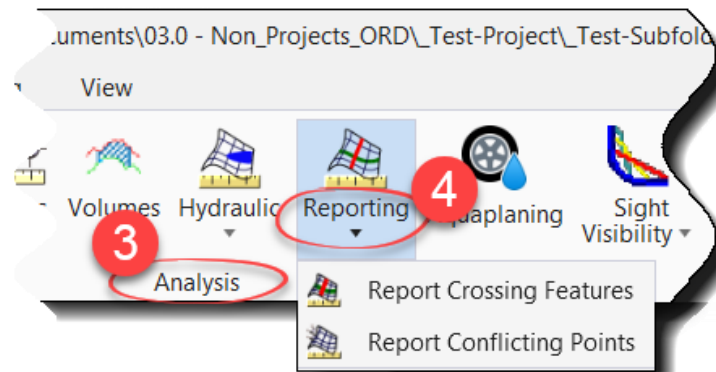 uments\03.0 - Non_Projects_ORD\_Test-Project\_Test-Subfold
View
Volumes
Hydraulic
Reporting
4
quaplaning
Sight
Visibility
3
Analysis
Report Crossing Features
Report Conflicting Points